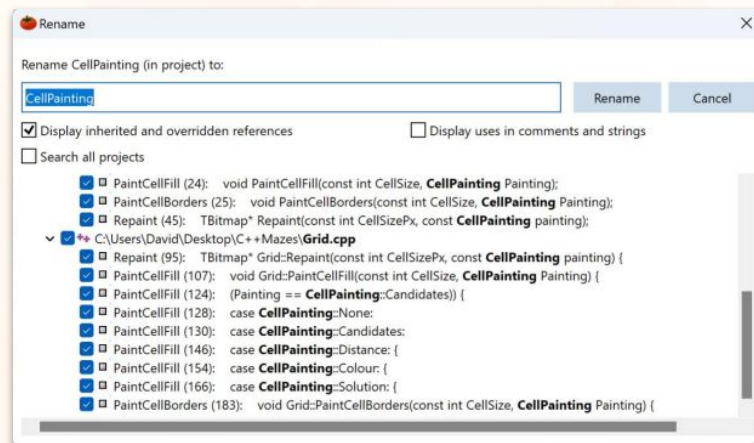 Rename
Rename CellPainting (in project) to:
CellPainting
Rename
Cancel
Display inherited and overridden references
Display uses in comments and strings
Search all projects
PaintCellFill (24): void PaintCellFill(const int CellSize, CellPainting Painting);
PaintCellBorders (25): void PaintCellBorders(const int CellSize, CellPainting Painting);
Repaint (45): TBitmap* Repaint(const int CellSizePx, const CellPainting painting);
C:\Users\David\Desktop\C++Mazes\Grid.cpp
Repaint (95): TBitmap* Grid::Repaint(const int CellSizePx, const CellPainting painting) {
PaintCellFill (107): void Grid::PaintCellFill(const int CellSize, CellPainting Painting) {
PaintCellFill (124): (Painting == CellPainting::Candidates)) {
PaintCellFill (128): case CellPainting::None:
PaintCellFill (130): case CellPainting::Candidates:
PaintCellFill (146): case CellPainting::Distance: {
PaintCellFill (154): case CellPainting::Colour: {
PaintCellFill (166): case CellPainting::Solution: {
PaintCellBorders (183): void Grid::PaintCellBorders(const int CellSize, CellPainting Painting) {